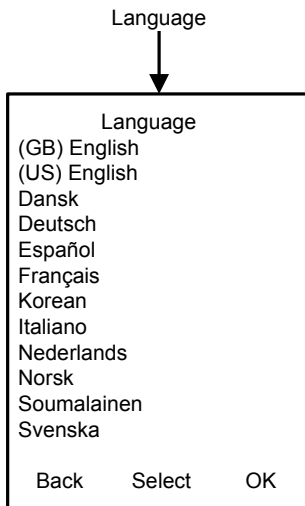 Language
Language
(GB) English
(US) English
Dansk
Deutsch
Español
Français
Korean
Italiano
Nederlands
Norsk
Soumalainen
Svenska
Back Select OK